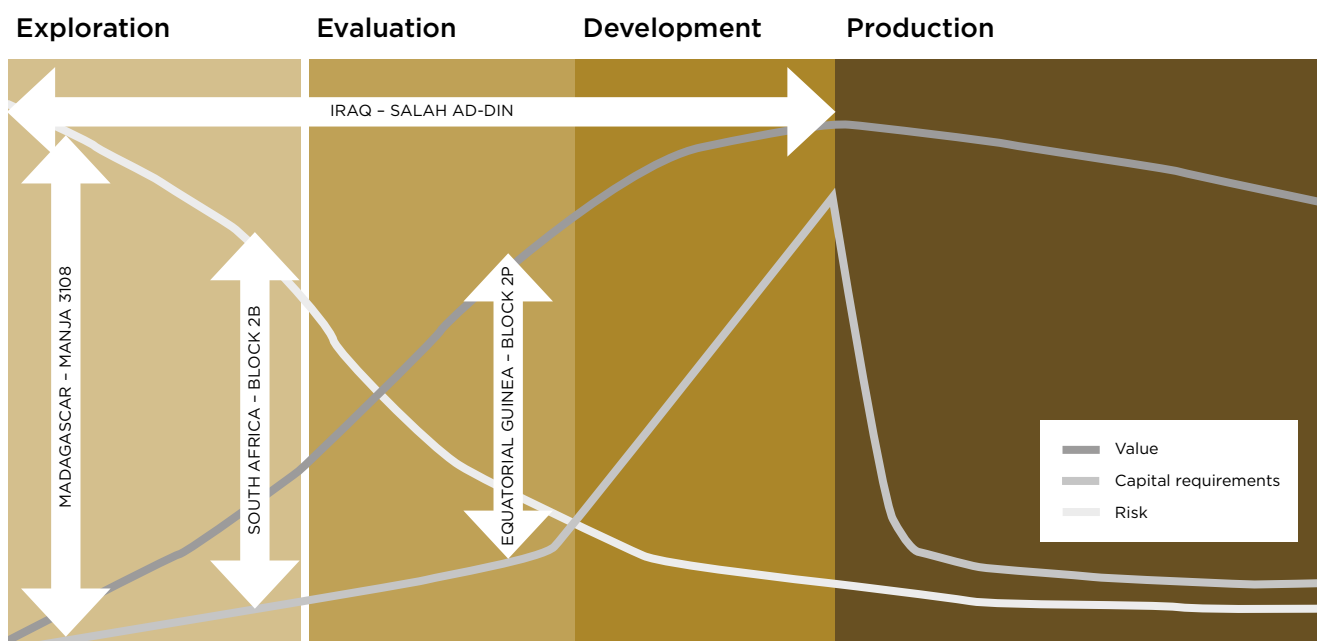 Exploration
Evaluation
Development
Production
IRAQ – SALAH AD-DIN
MADAGASCAR – MANJA 3108
SOUTH AFRICA – BLOCK 2B
EQUATORIAL GUINEA – BLOCK 2P
Value
Capital requirements
Risk